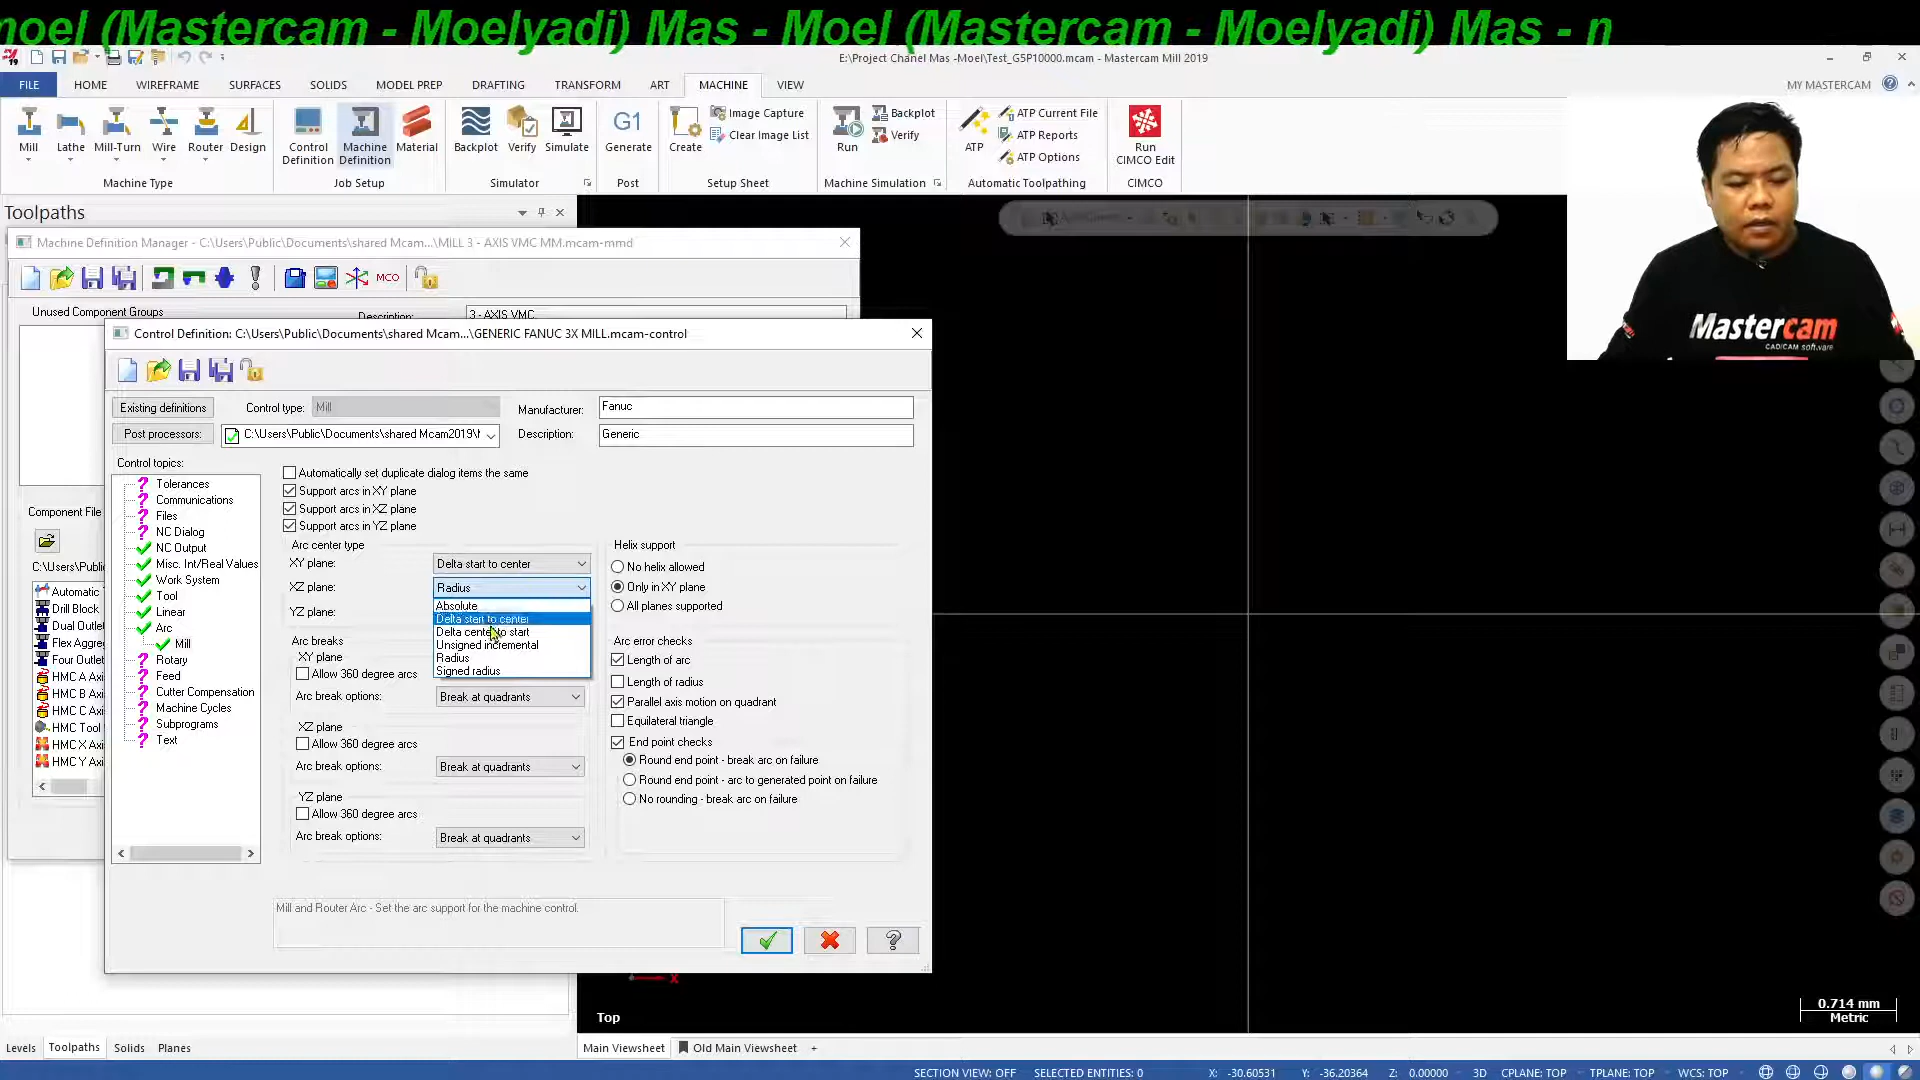 moel (Mastercam - Moelyadi) Mas - Moel (Mastercam - Moelyadi) Mas - n
E:\Project Chanel Mas -Moel\Test_G5P10000.mcam - Mastercam Mill 2019
FILE HOME WIREFRAME SURFACES SOLIDS MODEL PREP DRAFTING TRANSFORM ART MACHINE VIEW MY MASTERCAM
Mill Lathe Mill-Turn Wire Router Design
Machine Type
Control Definition Machine Definition Material
Job Setup
Backplot Verify Simulate
Simulator
G1 Generate
Post
Create Image Capture Clear Image List
Setup Sheet
Run Backplot Verify
Machine Simulation
ATP ATP Current File ATP Reports ATP Options
Automatic Toolpathing
Run CIMCO Edit
CIMCO
Toolpaths
Machine Definition Manager - C:\Users\Public\Documents\shared Mcam...\MILL 3 - AXIS VMC MM.mcam-mmd
MCO
Unused Component Groups
Description: 3 - AXIS VMC
Component File
C:\Users\Publi
Automatic
Drill Block
Dual Outle
Flex Aggre
Four Outlet
HMC A Axi
HMC B Axi
HMC C Axi
HMC Tool
HMC X Axi
HMC Y Axi
Control Definition: C:\Users\Public\Documents\shared Mcam...\GENERIC FANUC 3X MILL.mcam-control
Existing definitions Control type: Mill Manufacturer: Fanuc
Post processors: C:\Users\Public\Documents\shared Mcam2019\ Description: Generic
Control topics:
Tolerances
Communications
Files
NC Dialog
NC Output
Misc. Int/Real Values
Work System
Tool
Linear
Arc
Mill
Rotary
Feed
Cutter Compensation
Machine Cycles
Subprograms
Text
Automatically set duplicate dialog items the same
Support arcs in XY plane
Support arcs in XZ plane
Support arcs in YZ plane
Arc center type
XY plane: Delta start to center
XZ plane: Radius
YZ plane:
Absolute
Delta start to center
Delta center to start
Unsigned incremental
Radius
Signed radius
Arc breaks
XY plane
Allow 360 degree arcs
Arc break options: Break at quadrants
XZ plane
Allow 360 degree arcs
Arc break options: Break at quadrants
YZ plane
Allow 360 degree arcs
Arc break options: Break at quadrants
Helix support
No helix allowed
Only in XY plane
All planes supported
Arc error checks
Length of arc
Length of radius
Parallel axis motion on quadrant
Equilateral triangle
End point checks
Round end point - break arc on failure
Round end point - arc to generated point on failure
No rounding - break arc on failure
Mill and Router Arc - Set the arc support for the machine control.
Mastercam
CAD/CAM software
X
Top
0.714 mm
Metric
Levels Toolpaths Solids Planes
Main Viewsheet Old Main Viewsheet +
SECTION VIEW: OFF SELECTED ENTITIES: 0 X: -30.60531 Y: -36.20364 Z: 0.00000 3D CPLANE: TOP TPLANE: TOP WCS: TOP